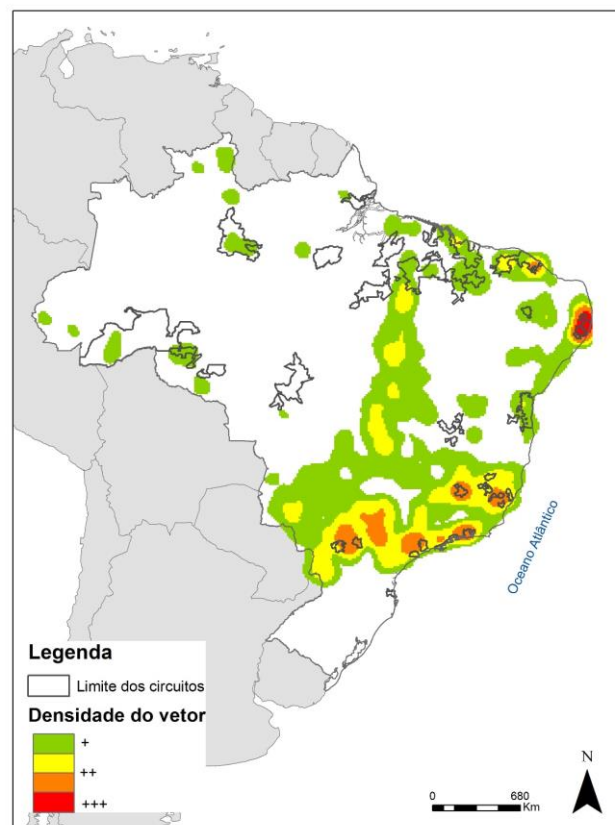 Oceano Atlântico
Legenda
Limite dos circuitos
Densidade do vetor
+
++
+++
N
0 680
Km